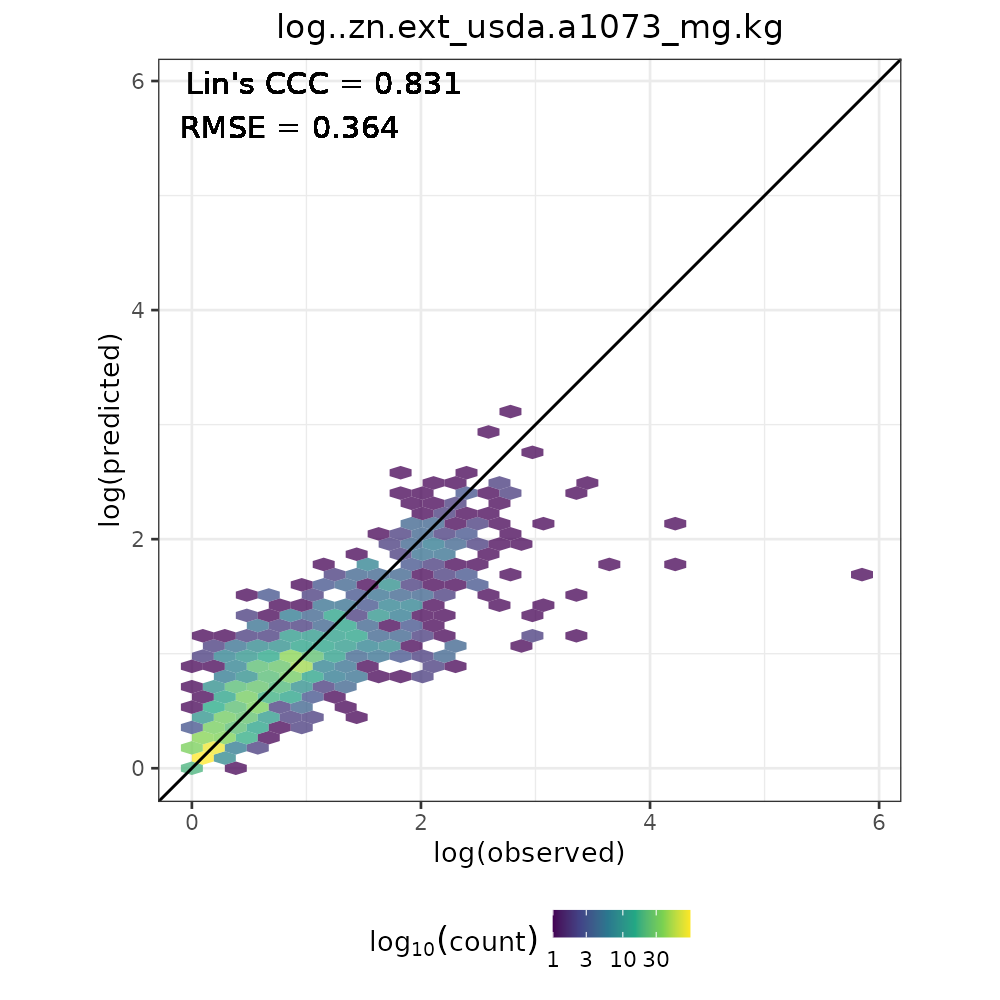 log..zn.ext_usda.a1073_mg.kg
Lin's CCC = 0.831
RMSE = 0.364
6
4
2
0
log(predicted)
0 2 4 6
log(observed)
log10(count)
1 3 10 30